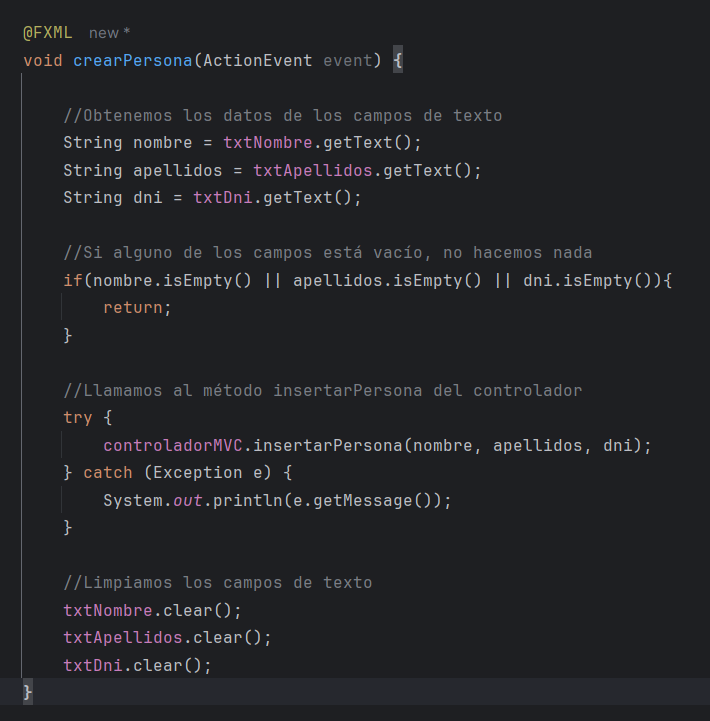 @FXML new *
void crearPersona(ActionEvent event) {
//Obtenemos los datos de los campos de texto
String nombre = txtNombre.getText();
String apellidos = txtApellidos.getText();
String dni = txtDni.getText();
//Si alguno de los campos está vacío, no hacemos nada
if(nombre.isEmpty() || apellidos.isEmpty() || dni.isEmpty()){
return;
}
//Llamamos al método insertarPersona del controlador
try {
controladorMVC.insertarPersona(nombre, apellidos, dni);
} catch (Exception e) {
System.out.println(e.getMessage());
}
//Limpiamos los campos de texto
txtNombre.clear();
txtApellidos.clear();
txtDni.clear();
}